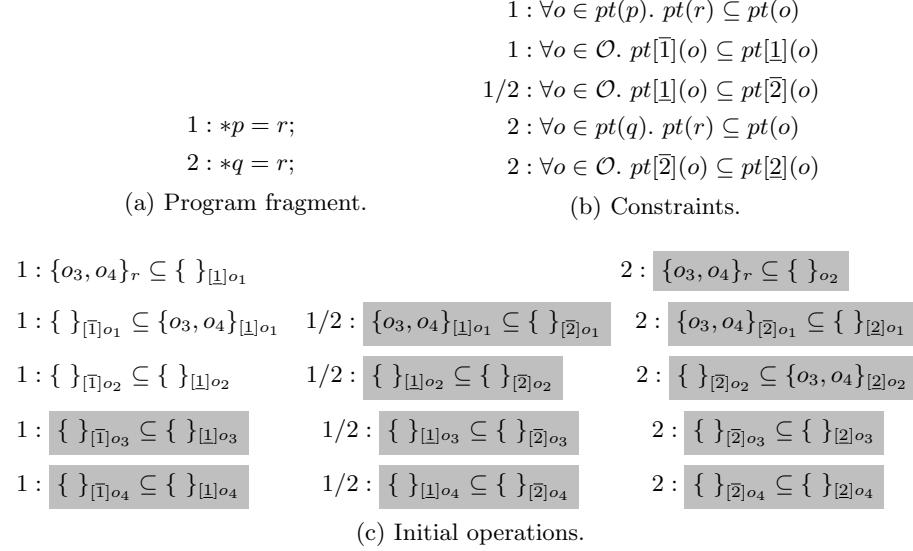 1 : ∀o ∈ pt(p). pt(r) ⊆ pt(o)
1 : ∀o ∈ 𝒪. pt[1̅](o) ⊆ pt[1̲](o)
1/2 : ∀o ∈ 𝒪. pt[1̲](o) ⊆ pt[2̅](o)
1 : ∗p = r;
2 : ∀o ∈ pt(q). pt(r) ⊆ pt(o)
2 : ∗q = r;
2 : ∀o ∈ 𝒪. pt[2̅](o) ⊆ pt[2̲](o)
(a) Program fragment.
(b) Constraints.
1 : {o₃, o₄}_r ⊆ { }_{[1̲]o₁} 2 : {o₃, o₄}_r ⊆ { }_{o₂}
1 : { }_{[1̅]o₁} ⊆ {o₃, o₄}_{[1̲]o₁} 1/2 : {o₃, o₄}_{[1̲]o₁} ⊆ { }_{[2̅]o₁} 2 : {o₃, o₄}_{[2̅]o₁} ⊆ { }_{[2̲]o₁}
1 : { }_{[1̅]o₂} ⊆ { }_{[1̲]o₂} 1/2 : { }_{[1̲]o₂} ⊆ { }_{[2̅]o₂} 2 : { }_{[2̅]o₂} ⊆ {o₃, o₄}_{[2̲]o₂}
1 : { }_{[1̅]o₃} ⊆ { }_{[1̲]o₃} 1/2 : { }_{[1̲]o₃} ⊆ { }_{[2̅]o₃} 2 : { }_{[2̅]o₃} ⊆ { }_{[2̲]o₃}
1 : { }_{[1̅]o₄} ⊆ { }_{[1̲]o₄} 1/2 : { }_{[1̲]o₄} ⊆ { }_{[2̅]o₄} 2 : { }_{[2̅]o₄} ⊆ { }_{[2̲]o₄}
(c) Initial operations.